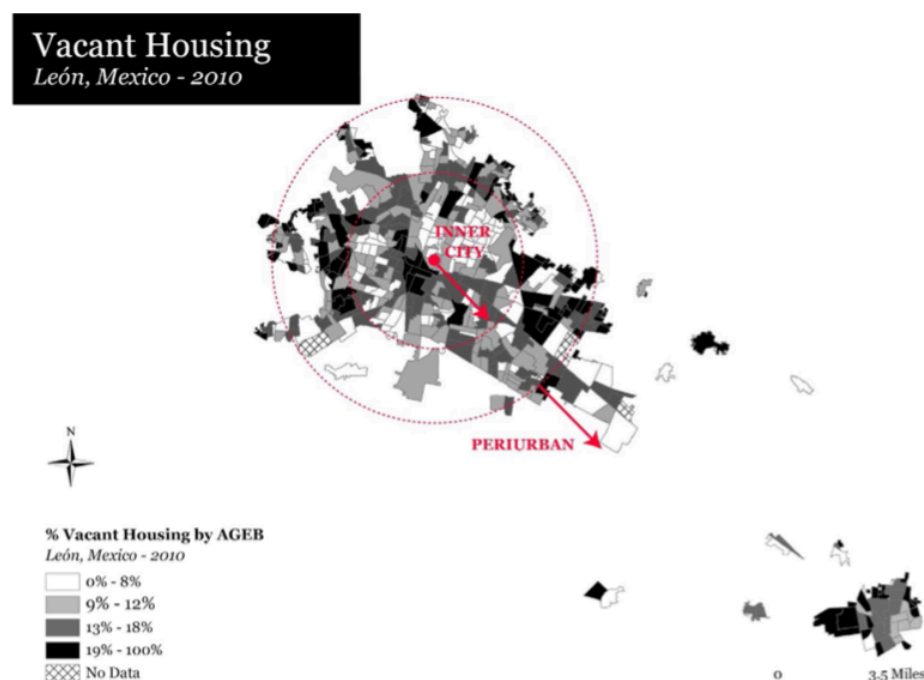 Vacant Housing
León, Mexico - 2010
INNER
CITY
PERIURBAN
N
% Vacant Housing by AGEB
León, Mexico - 2010
0% - 8%
9% - 12%
13% - 18%
19% - 100%
No Data
0 3.5 Miles